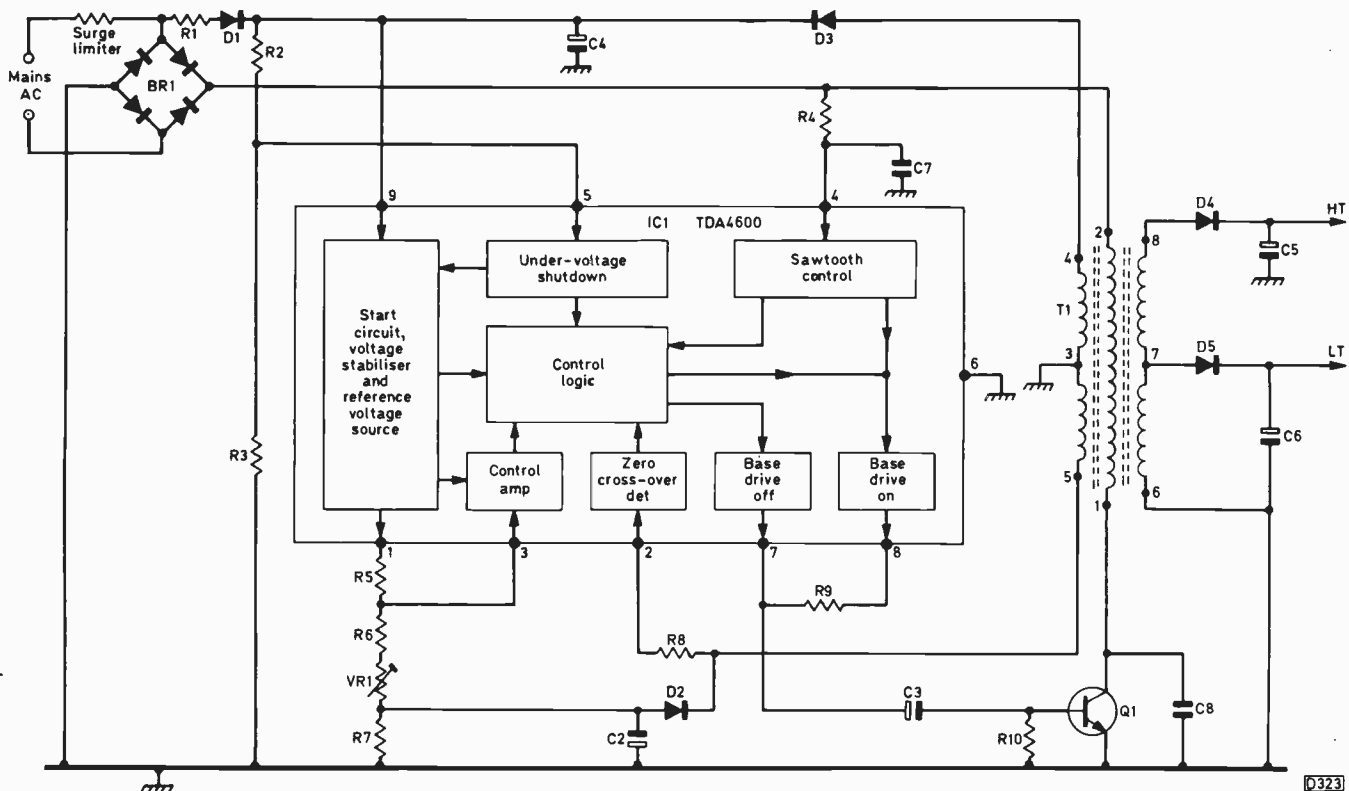 Surge
limiter
R1
D1
R2
C4
D3
Mains
AC
BR1
R4
C7
9
5
4
IC1 TDA4600
Under-voltage
shutdown
Sawtooth
control
Start
circuit,
voltage
stabiliser
and
reference
voltage
source
Control
logic
6
R3
Control
amp
Zero
cross-over
det
Base
drive
off
Base
drive
on
1
3
2
7
8
R5
R6
VR1
R7
R8
R9
D2
C2
C3
R10
Q1
C8
2
4
T1
3
5
1
8
7
6
D4
HT
C5
D5
LT
C6
D323